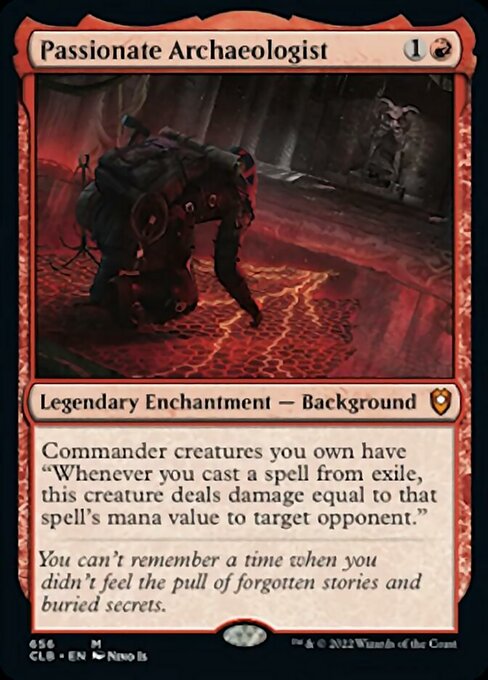 Passionate Archaeologist 1
Legendary Enchantment — Background
Commander creatures you own have
“Whenever you cast a spell from exile,
this creature deals damage equal to that
spell’s mana value to target opponent.”
You can’t remember a time when you
didn’t feel the pull of forgotten stories and
buried secrets.
656 M
CLB • EN Nino Is
™ & © 2022 Wizards of the Coast